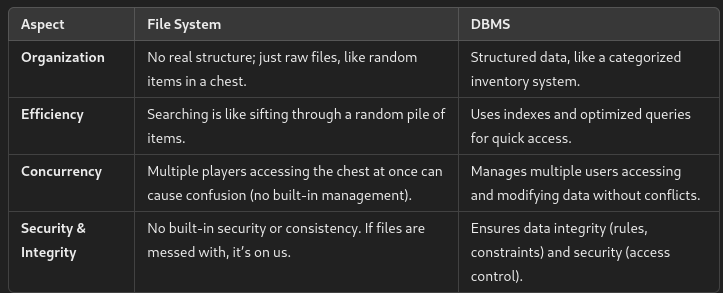 Aspect File System DBMS
Organization No real structure; just raw files, like random Structured data, like a categorized
items in a chest. inventory system.
Efficiency Searching is like sifting through a random pile of Uses indexes and optimized queries
items. for quick access.
Concurrency Multiple players accessing the chest at once can Manages multiple users accessing
cause confusion (no built-in management). and modifying data without conflicts.
Security & No built-in security or consistency. If files are Ensures data integrity (rules,
Integrity messed with, it’s on us. constraints) and security (access
control).